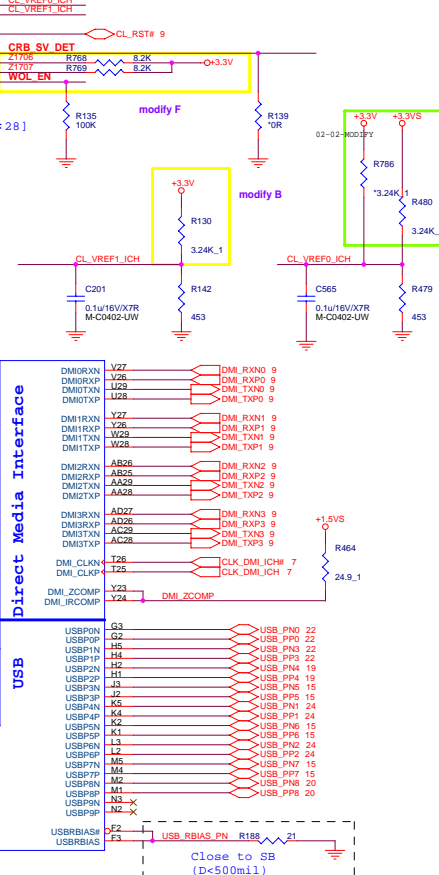 CL_VREF0_ICH
CL_VREF1_ICH
CL_RST# 9
CRB_SV_DET
Z1706 R768 8.2K
Z1707 R769 8.2K +3.3V
WOL_EN
R135
100K
modify F
R139
*0R
:28]
+3.3V +3.3VS
02-02-MODIFY
R786
*3.24K_1
R480
3.24K_
+3.3V
modify B
R130
3.24K_1
CL_VREF1_ICH
CL_VREF0_ICH
C201
0.1u/16V/X7R
M-C0402-UW
R142
453
C565
0.1u/16V/X7R
M-C0402-UW
R479
453
Direct Media Interface
DMI0RXN V27 DMI_RXN0 9
DMI0RXP V26 DMI_RXP0 9
DMI0TXN U29 DMI_TXN0 9
DMI0TXP U28 DMI_TXP0 9
DMI1RXN Y27 DMI_RXN1 9
DMI1RXP Y26 DMI_RXP1 9
DMI1TXN W29 DMI_TXN1 9
DMI1TXP W28 DMI_TXP1 9
DMI2RXN AB26 DMI_RXN2 9
DMI2RXP AB25 DMI_RXP2 9
DMI2TXN AA29 DMI_TXN2 9
DMI2TXP AA28 DMI_TXP2 9
DMI3RXN AD27 DMI_RXN3 9
DMI3RXP AD26 DMI_RXP3 9
DMI3TXN AC29 DMI_TXN3 9
DMI3TXP AC28 DMI_TXP3 9
+1.5VS
R464
24.9_1
DMI_CLKN T26 CLK_DMI_ICH# 7
DMI_CLKP T25 CLK_DMI_ICH 7
DMI_ZCOMP Y23
DMI_IRCOMP Y24 DMI_ZCOMP
USB
USBP0N G3 USB_PN0 22
USBP0P G2 USB_PP0 22
USBP1N H5 USB_PN3 22
USBP1P H4 USB_PP3 22
USBP2N H2 USB_PN4 19
USBP2P H1 USB_PP4 19
USBP3N J3 USB_PN5 15
USBP3P J2 USB_PP5 15
USBP4N K5 USB_PN1 24
USBP4P K4 USB_PP1 24
USBP5N K2 USB_PN6 15
USBP5P K1 USB_PP6 15
USBP6N L3 USB_PN2 24
USBP6P L2 USB_PP2 24
USBP7N M5 USB_PN7 15
USBP7P M4 USB_PP7 15
USBP8N M2 USB_PN8 20
USBP8P M1 USB_PP8 20
USBP9N N3
USBP9P N2
USBRBIAS# F2
USBRBIAS F3 USB_RBIAS_PN R188 21
Close to SB
(D<500mil)